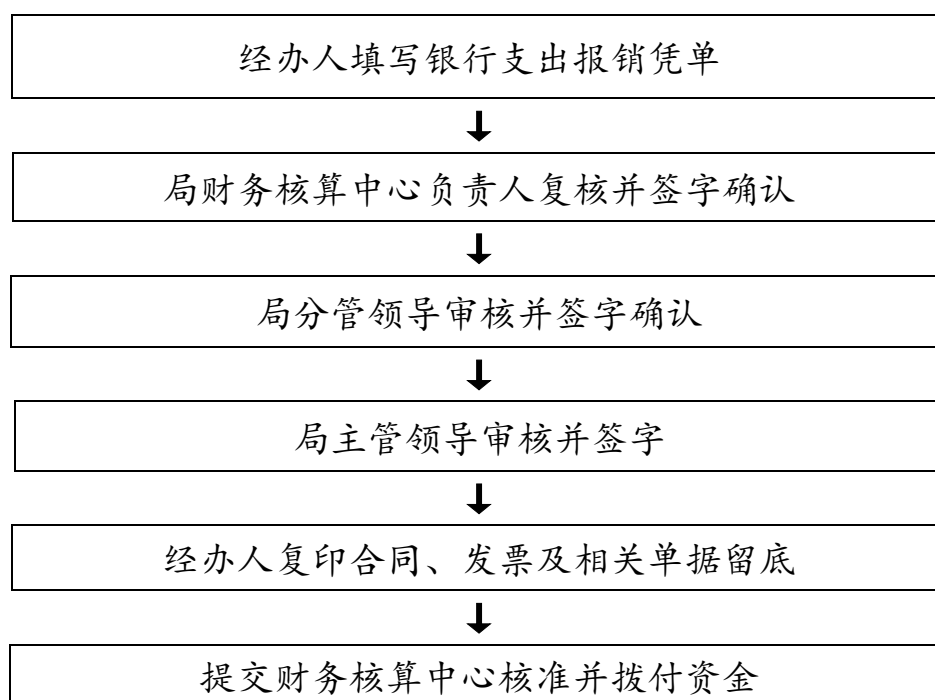 经办人填写银行支出报销凭单
局财务核算中心负责人复核并签字确认
局分管领导审核并签字确认
局主管领导审核并签字
经办人复印合同、发票及相关单据留底
提交财务核算中心核准并拨付资金